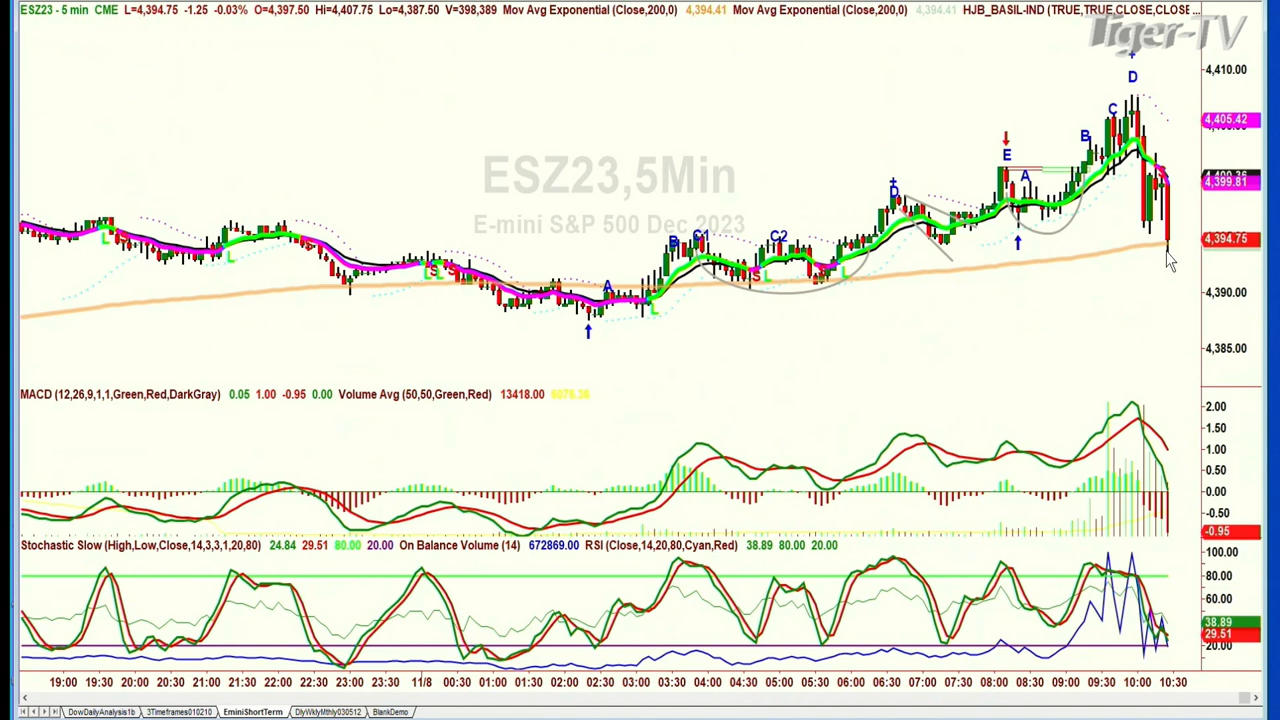 ESZ23 - 5 min CME L=4,394.75 -1.25 -0.03% O=4,397.50 Hi=4,407.75 Lo=4,387.50 V=398,389 Mov Avg Exponential (Close,200,0) 4,394.41 Mov Avg Exponential (Close,200,0) 4,394.41 HJB_BASIL-IND (TRUE,TRUE,CLOSE,CLOSE ...
Tiger-TV
4,410.00
4,405.42
4,399.81
4,394.75
4,390.00
4,385.00
ESZ23,5Min
E-mini S&P 500 Dec 2023
D
C
B
E
A
D
B C1 C2
A
L S L L L S L S L S L
MACD (12,26,9,1,1,Green,Red,DarkGray) 0.05 1.00 -0.95 0.00 Volume Avg (50,50,Green,Red) 13418.00
2.00
1.50
1.00
0.50
0.00
-0.50
-0.95
Stochastic Slow (High,Low,Close,14,3,3,1,20,80) 24.84 29.51 80.00 20.00 On Balance Volume (14) 672869.00 RSI (Close,14,20,80,Cyan,Red) 38.89 80.00 20.00
100.00
80.00
60.00
38.89
29.51
20.00
19:00 19:30 20:00 20:30 21:00 21:30 22:00 22:30 23:00 23:30 11/8 00:30 01:00 01:30 02:00 02:30 03:00 03:30 04:00 04:30 05:00 05:30 06:00 06:30 07:00 07:30 08:00 08:30 09:00 09:30 10:00 10:30
DowDailyAnalysis1b 3Timeframes010210 EminiShortTerm DlyWklyMthly030512 BlankDemo